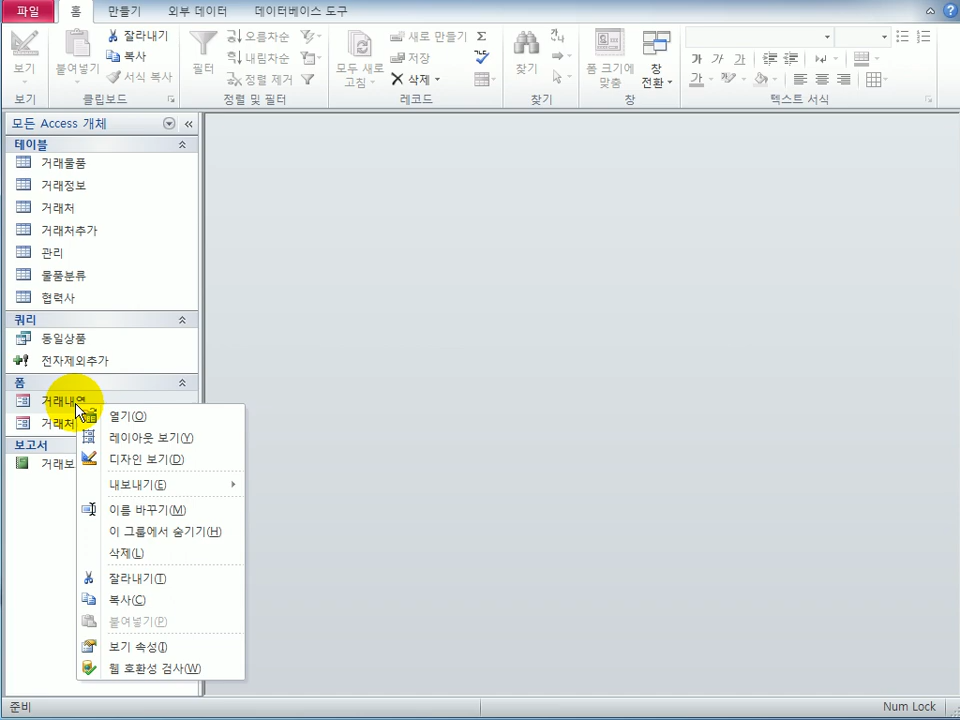 파일 홈 만들기 외부 데이터 데이터베이스 도구
보기
보기
붙여넣기
잘라내기
복사
서식 복사
클립보드
필터
오름차순
내림차순
정렬 제거
정렬 및 필터
모두 새로 고침
새로 만들기
저장
삭제
레코드
찾기
찾기
폼 크기에 맞춤
창 전환
창
가 가 가
가
텍스트 서식
모든 Access 개체
테이블
거래물품
거래정보
거래처
거래처추가
관리
물품분류
협력사
쿼리
동일상품
전자제외추가
폼
거래내역
거래처
보고서
거래보
열기(O)
레이아웃 보기(Y)
디자인 보기(D)
내보내기(E)
이름 바꾸기(M)
이 그룹에서 숨기기(H)
삭제(L)
잘라내기(T)
복사(C)
붙여넣기(P)
보기 속성(I)
웹 호환성 검사(W)
준비
Num Lock